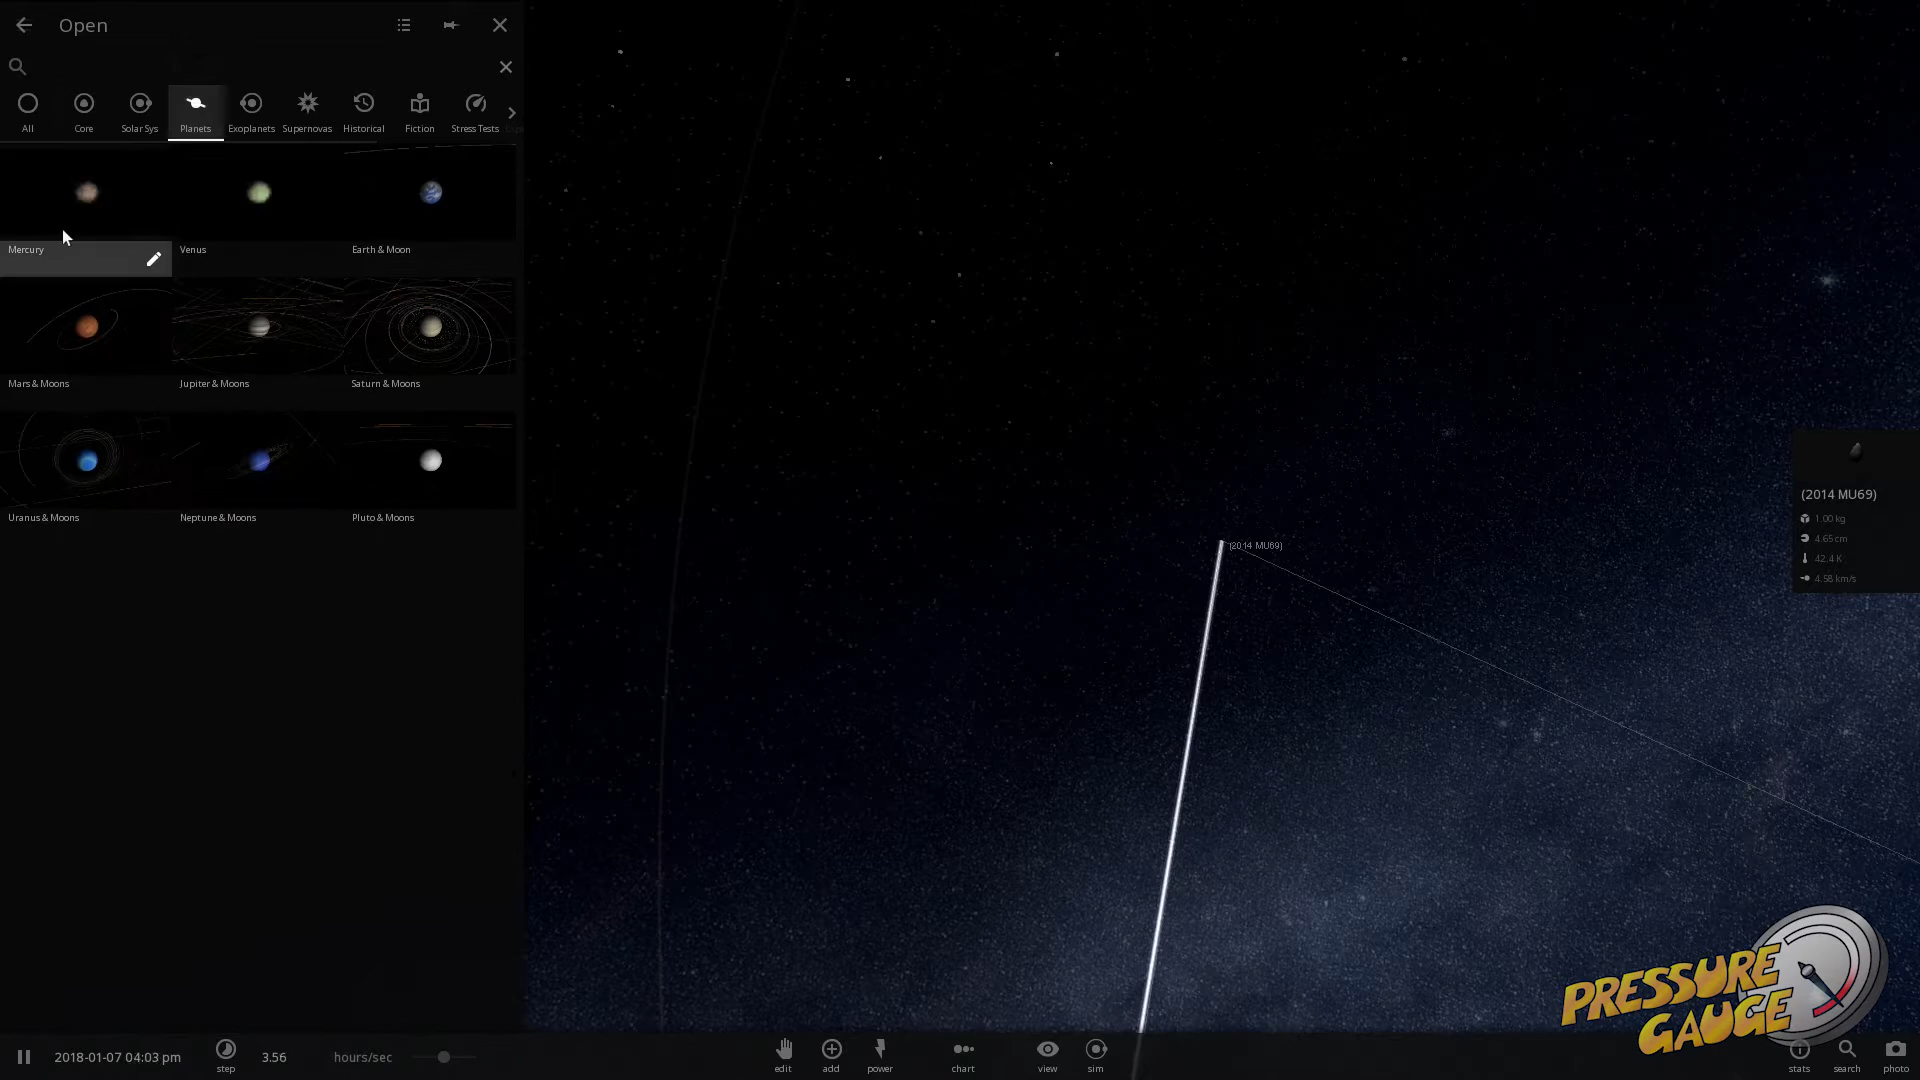 Open
All
Core
Solar Sys
Planets
Exoplanets
Supernovas
Historical
Fiction
Stress Tests
Mercury
Venus
Earth & Moon
Mars & Moons
Jupiter & Moons
Saturn & Moons
Uranus & Moons
Neptune & Moons
Pluto & Moons
(2014 MU69)
(2014 MU69)
1.00 kg
4.65 cm
42.4 K
4.58 km/s
PRESSURE
GAUGE
2018-01-07 04:03 pm
step
3.56
hours/sec
edit
add
power
chart
view
sim
stats
search
photo